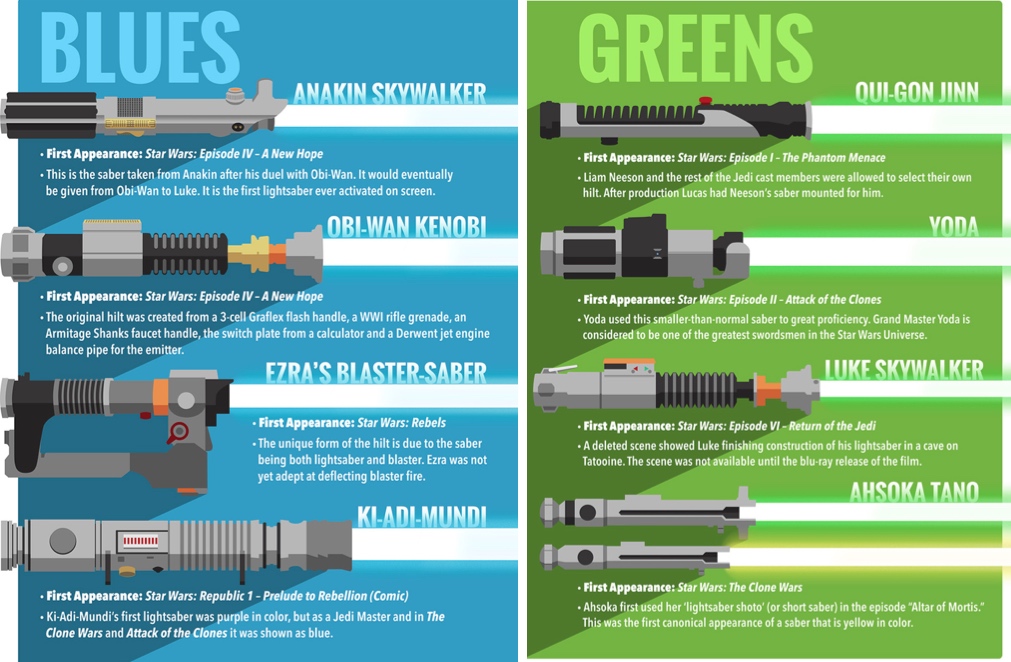 BLUES
ANAKIN SKYWALKER
• First Appearance: Star Wars: Episode IV – A New Hope
• This is the saber taken from Anakin after his duel with Obi-Wan. It would eventually
be given from Obi-Wan to Luke. It is the first lightsaber ever activated on screen.
OBI-WAN KENOBI
• First Appearance: Star Wars: Episode IV – A New Hope
• The original hilt was created from a 3-cell Graflex flash handle, a WWI rifle grenade, an
Armitage Shanks faucet handle, the switch plate from a calculator and a Derwent jet engine
balance pipe for the emitter.
EZRA'S BLASTER-SABER
• First Appearance: Star Wars: Rebels
• The unique form of the hilt is due to the saber
being both lightsaber and blaster. Ezra was not
yet adept at deflecting blaster fire.
KI-ADI-MUNDI
• First Appearance: Star Wars: Republic 1 – Prelude to Rebellion (Comic)
• Ki-Adi-Mundi's first lightsaber was purple in color, but as a Jedi Master and in The
Clone Wars and Attack of the Clones it was shown as blue.
GREENS
QUI-GON JINN
• First Appearance: Star Wars: Episode I – The Phantom Menace
• Liam Neeson and the rest of the Jedi cast members were allowed to select their own
hilt. After production Lucas had Neeson's saber mounted for him.
YODA
• First Appearance: Star Wars: Episode II – Attack of the Clones
• Yoda used this smaller-than-normal saber to great proficiency. Grand Master Yoda is
considered to be one of the greatest swordsmen in the Star Wars Universe.
LUKE SKYWALKER
• First Appearance: Star Wars: Episode VI – Return of the Jedi
• A deleted scene showed Luke finishing construction of his lightsaber in a cave on
Tatooine. The scene was not available until the blu-ray release of the film.
AHSOKA TANO
• First Appearance: Star Wars: The Clone Wars
• Ahsoka first used her 'lightsaber shoto' (or short saber) in the episode "Altar of Mortis."
This was the first canonical appearance of a saber that is yellow in color.